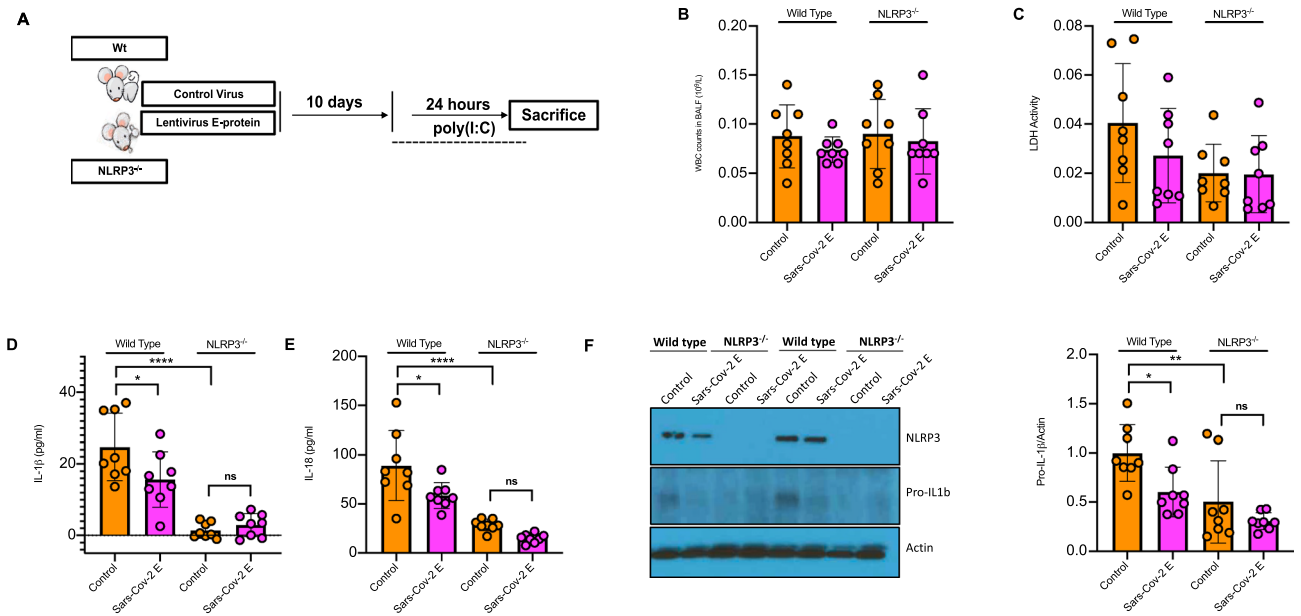 A
Wt
Control Virus
Lentivirus E-protein
NLRP3-/-
10 days
24 hours
poly(I:C)
Sacrifice
B
Wild Type
NLRP3-/-
WBC counts in BALF (10⁹/L)
0.20
0.15
0.10
0.05
0.00
Control
Sars-Cov-2 E
Control
Sars-Cov-2 E
C
Wild Type
NLRP3-/-
LDH Activity
0.08
0.06
0.04
0.02
0.00
Control
Sars-Cov-2 E
Control
Sars-Cov-2 E
D
Wild Type
NLRP3-/-
****
*
ns
IL-1β (pg/ml)
40
20
0
Control
Sars-Cov-2 E
Control
Sars-Cov-2 E
E
Wild Type
NLRP3-/-
****
*
ns
IL-18 (pg/ml
200
150
100
50
0
Control
Sars-Cov-2 E
Control
Sars-Cov-2 E
F
Wild type
NLRP3-/-
Wild type
NLRP3-/-
Control
Sars-Cov-2 E
Control
Sars-Cov-2 E
Control
Sars-Cov-2 E
Control
Sars-Cov-2 E
NLRP3
Pro-IL1b
Actin
Wild Type
NLRP3-/-
**
*
ns
Pro-IL-1β/Actin
2.0
1.5
1.0
0.5
0.0
Control
Sars-Cov-2 E
Control
Sars-Cov-2 E